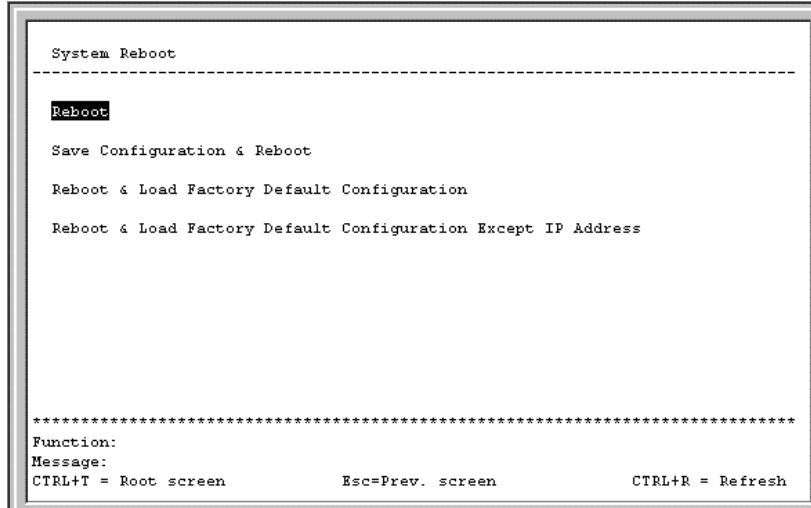 System Reboot
-------------------------------------------------------------------------------
Reboot
Save Configuration & Reboot
Reboot & Load Factory Default Configuration
Reboot & Load Factory Default Configuration Except IP Address
*******************************************************************************
Function:
Message:
CTRL+T = Root screen Esc=Prev. screen CTRL+R = Refresh